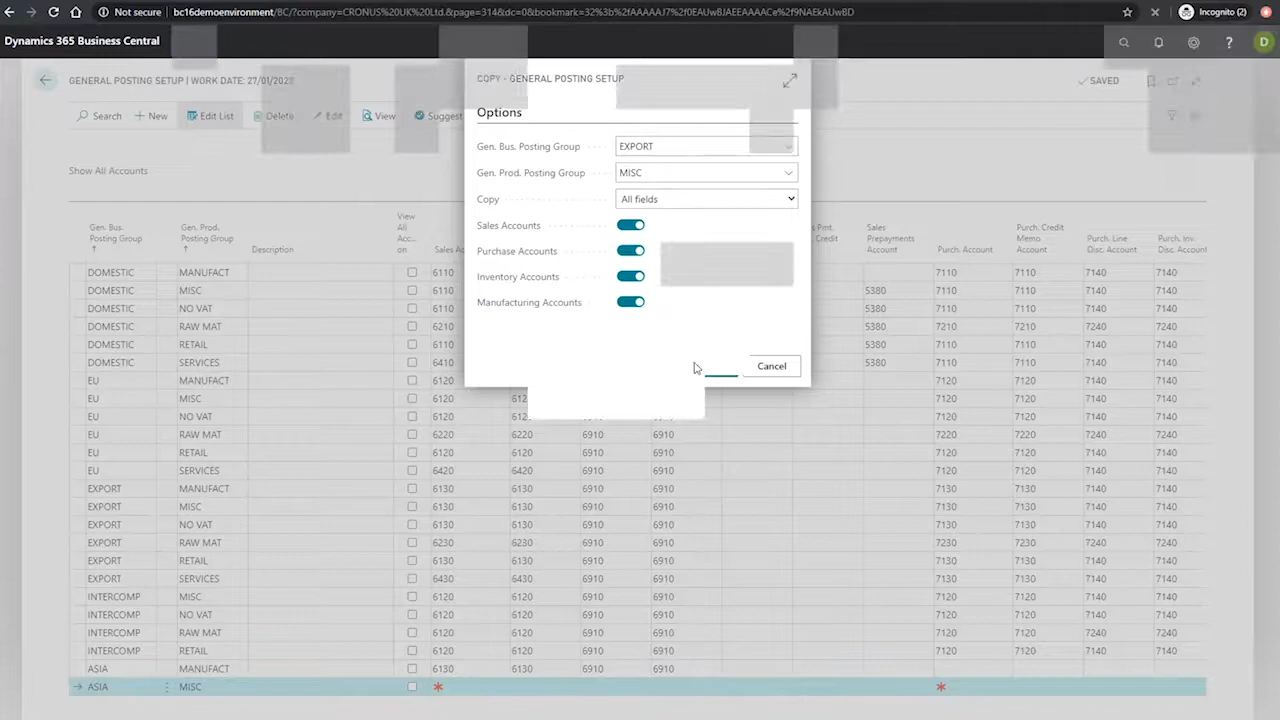 Not secure bc16demoenvironment/BC/?company=CRONUS%20UK%20Ltd.&page=314&dc=0&bookmark=32%3b%2fAAAAAJ7%2f0EAUwBJAEEAAAACe%2f9NAEkAUwBD Incognito (2)
Dynamics 365 Business Central ? D
GENERAL POSTING SETUP | WORK DATE: 27/01/2028 SAVED
Search + New Edit List Delete Edit View Suggest
Show All Accounts
COPY - GENERAL POSTING SETUP
Options
Gen. Bus. Posting Group EXPORT
Gen. Prod. Posting Group MISC
Copy All fields
Sales Accounts
Purchase Accounts
Inventory Accounts
Manufacturing Accounts
Cancel
Gen. Bus. Posting Group Gen. Prod. Posting Group Description View All Acc... on Sales Ac Pmt. Credit Sales Prepayments Account Purch. Account Purch. Credit Memo Account Purch. Line Disc. Account Purch. Inv. Disc. Account
DOMESTIC MANUFACT 6110 7110 7110 7140 7140
DOMESTIC MISC 6110 5380 7110 7110 7140 7140
DOMESTIC NO VAT 6110 5380 7110 7110 7140 7140
DOMESTIC RAW MAT 6210 5380 7210 7210 7240 7240
DOMESTIC RETAIL 6110 5380 7110 7110 7140 7140
DOMESTIC SERVICES 6410 5380 7110 7110 7140 7140
EU MANUFACT 6120 7120 7120 7140 7140
EU MISC 6120 7120 7120 7140 7140
EU NO VAT 6120 6120 6910 6910 7120 7120 7140 7140
EU RAW MAT 6220 6220 6910 6910 7220 7220 7240 7240
EU RETAIL 6120 6120 6910 6910 7120 7120 7140 7140
EU SERVICES 6420 6420 6910 6910 7120 7120 7140 7140
EXPORT MANUFACT 6130 6130 6910 6910 7130 7130 7140 7140
EXPORT MISC 6130 6130 6910 6910 7130 7130 7140 7140
EXPORT NO VAT 6130 6130 6910 6910 7130 7130 7140 7140
EXPORT RAW MAT 6230 6230 6910 6910 7230 7230 7240 7240
EXPORT RETAIL 6130 6130 6910 6910 7130 7130 7140 7140
EXPORT SERVICES 6430 6430 6910 6910 7130 7130 7140 7140
INTERCOMP MISC 6120 6120 6910 6910 7120 7120 7140 7140
INTERCOMP NO VAT 6120 6120 6910 6910 7120 7120 7140 7140
INTERCOMP RAW MAT 6120 6120 6910 6910 7120 7120 7240 7240
INTERCOMP RETAIL 6120 6120 6910 6910 7120 7120 7140 7140
ASIA MANUFACT 6130 6130 6910 6910
ASIA MISC * *